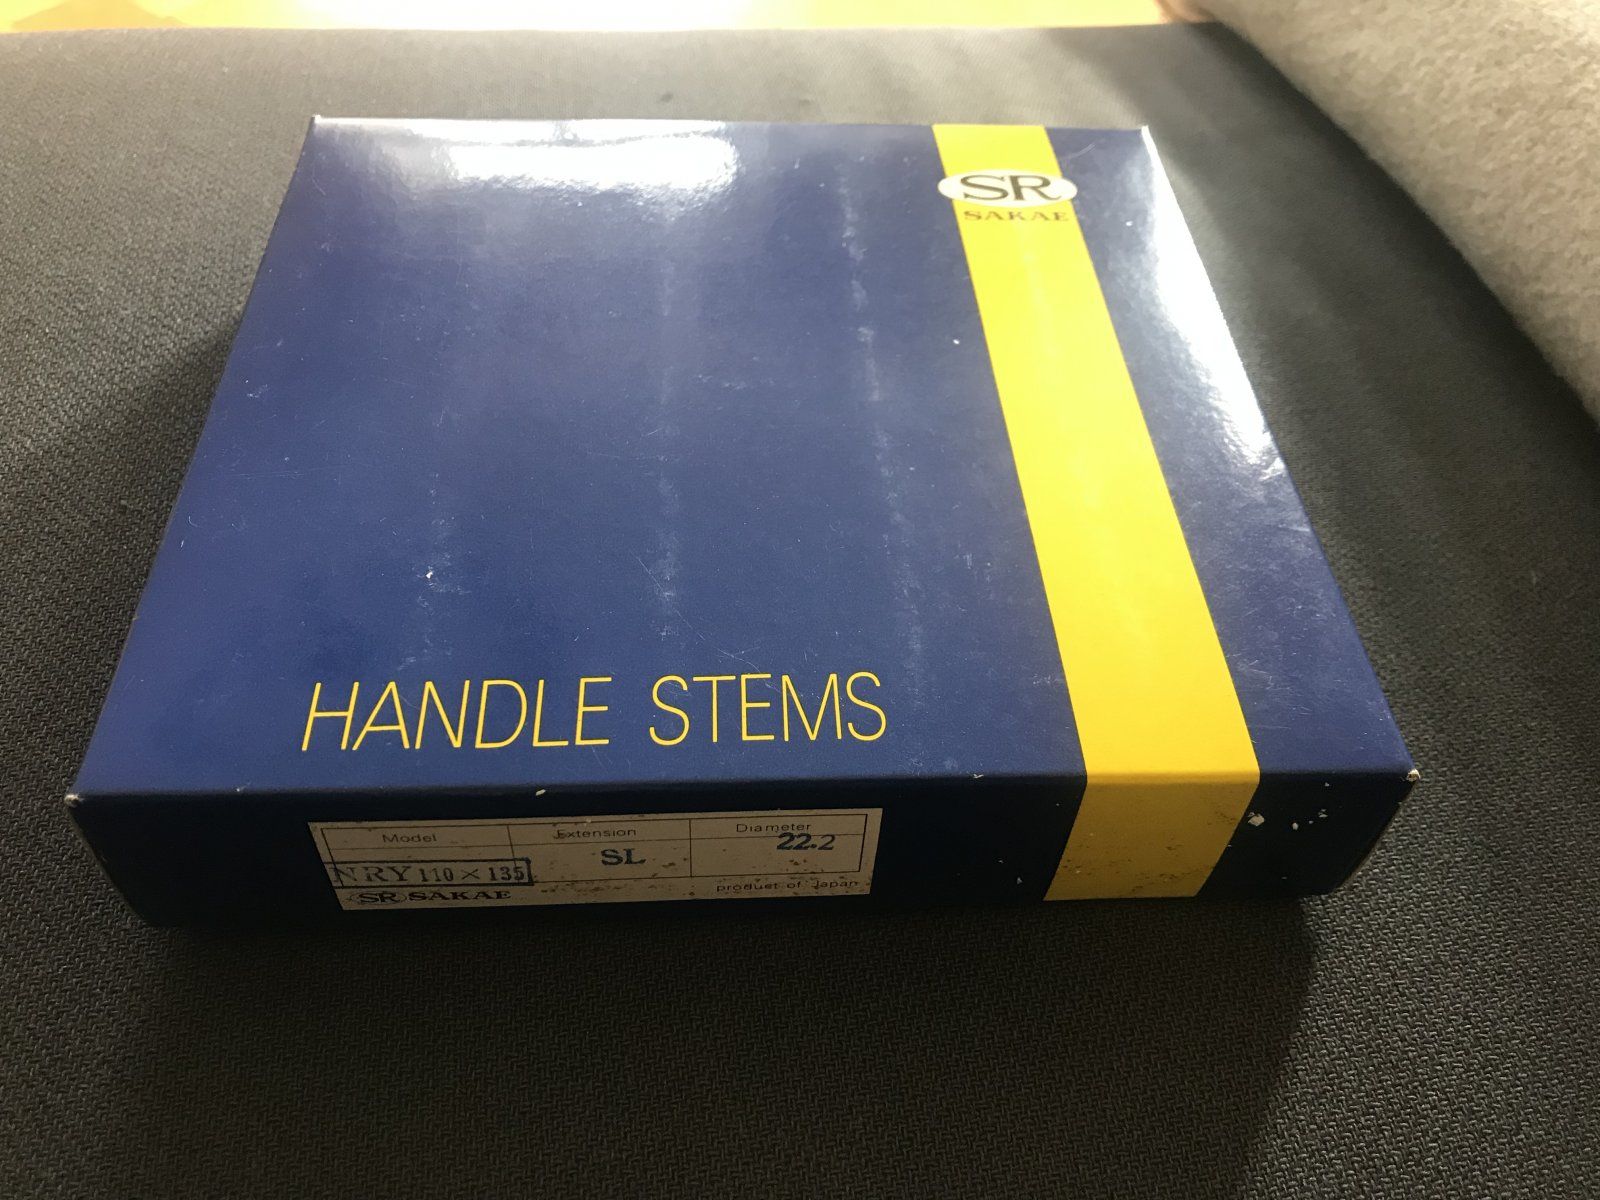 SR
SAKAE
HANDLE STEMS
Model Extension Diameter
NRY 110 × 135 SL 22.2
SR SAKAE product of Japan